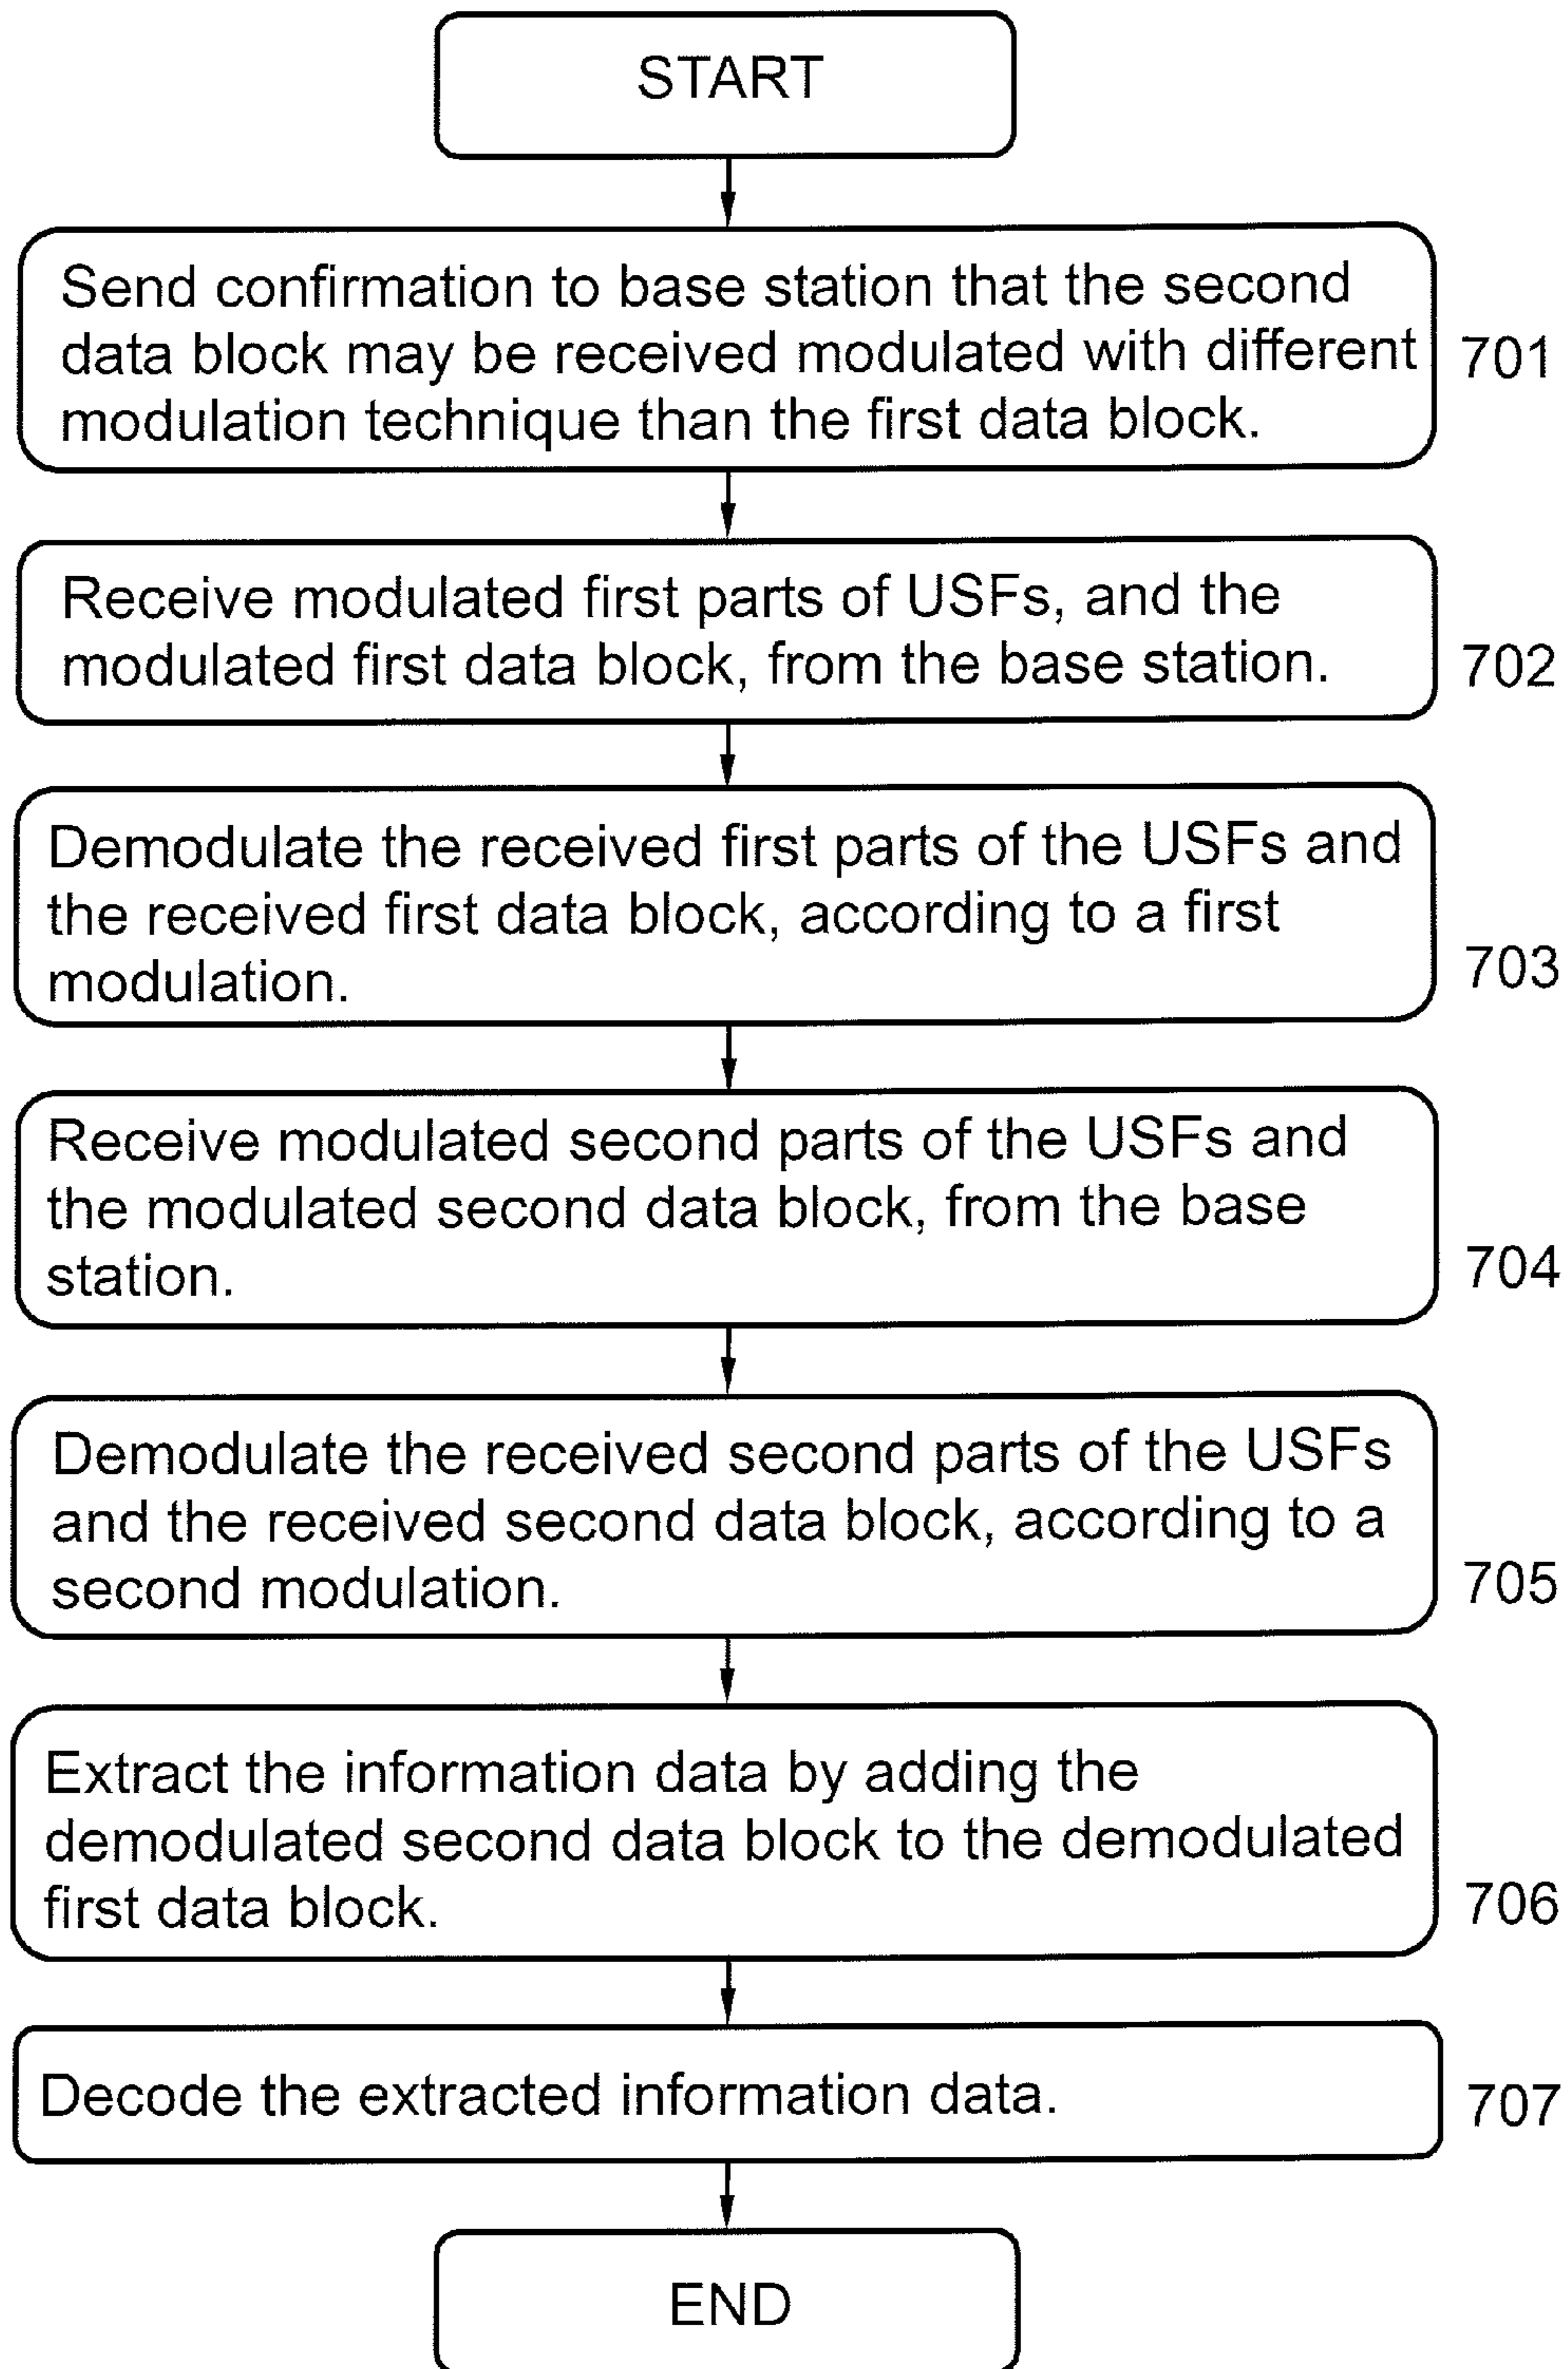 START
Send confirmation to base station that the second
data block may be received modulated with different
modulation technique than the first data block.
701
Receive modulated first parts of USFs, and the
modulated first data block, from the base station.
702
Demodulate the received first parts of the USFs and
the received first data block, according to a first
modulation.
703
Receive modulated second parts of the USFs and
the modulated second data block, from the base
station.
704
Demodulate the received second parts of the USFs
and the received second data block, according to a
second modulation.
705
Extract the information data by adding the
demodulated second data block to the demodulated
first data block.
706
Decode the extracted information data.
707
END